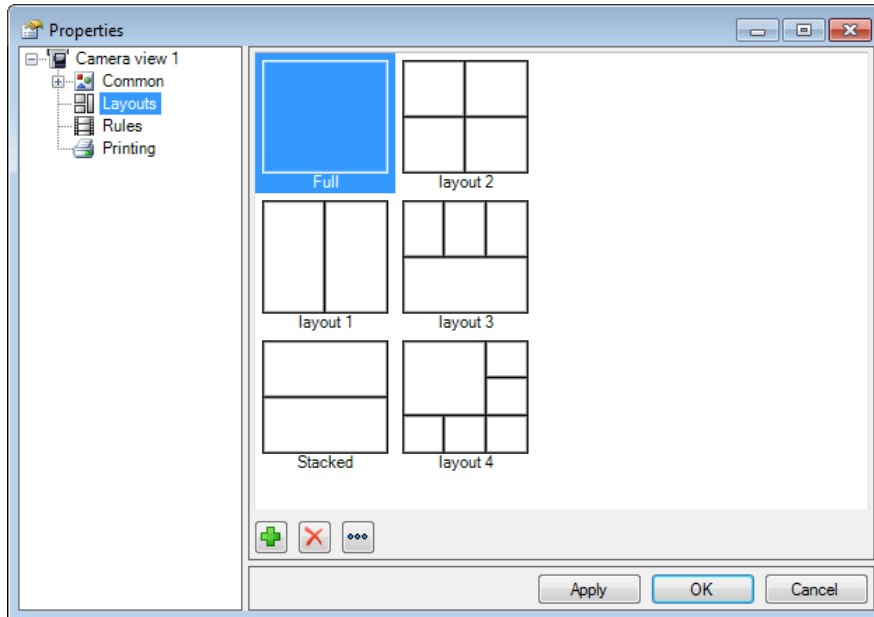 Properties
Camera view 1
Common
Layouts
Rules
Printing
Full
layout 2
layout 1
layout 3
Stacked
layout 4
Apply
OK
Cancel